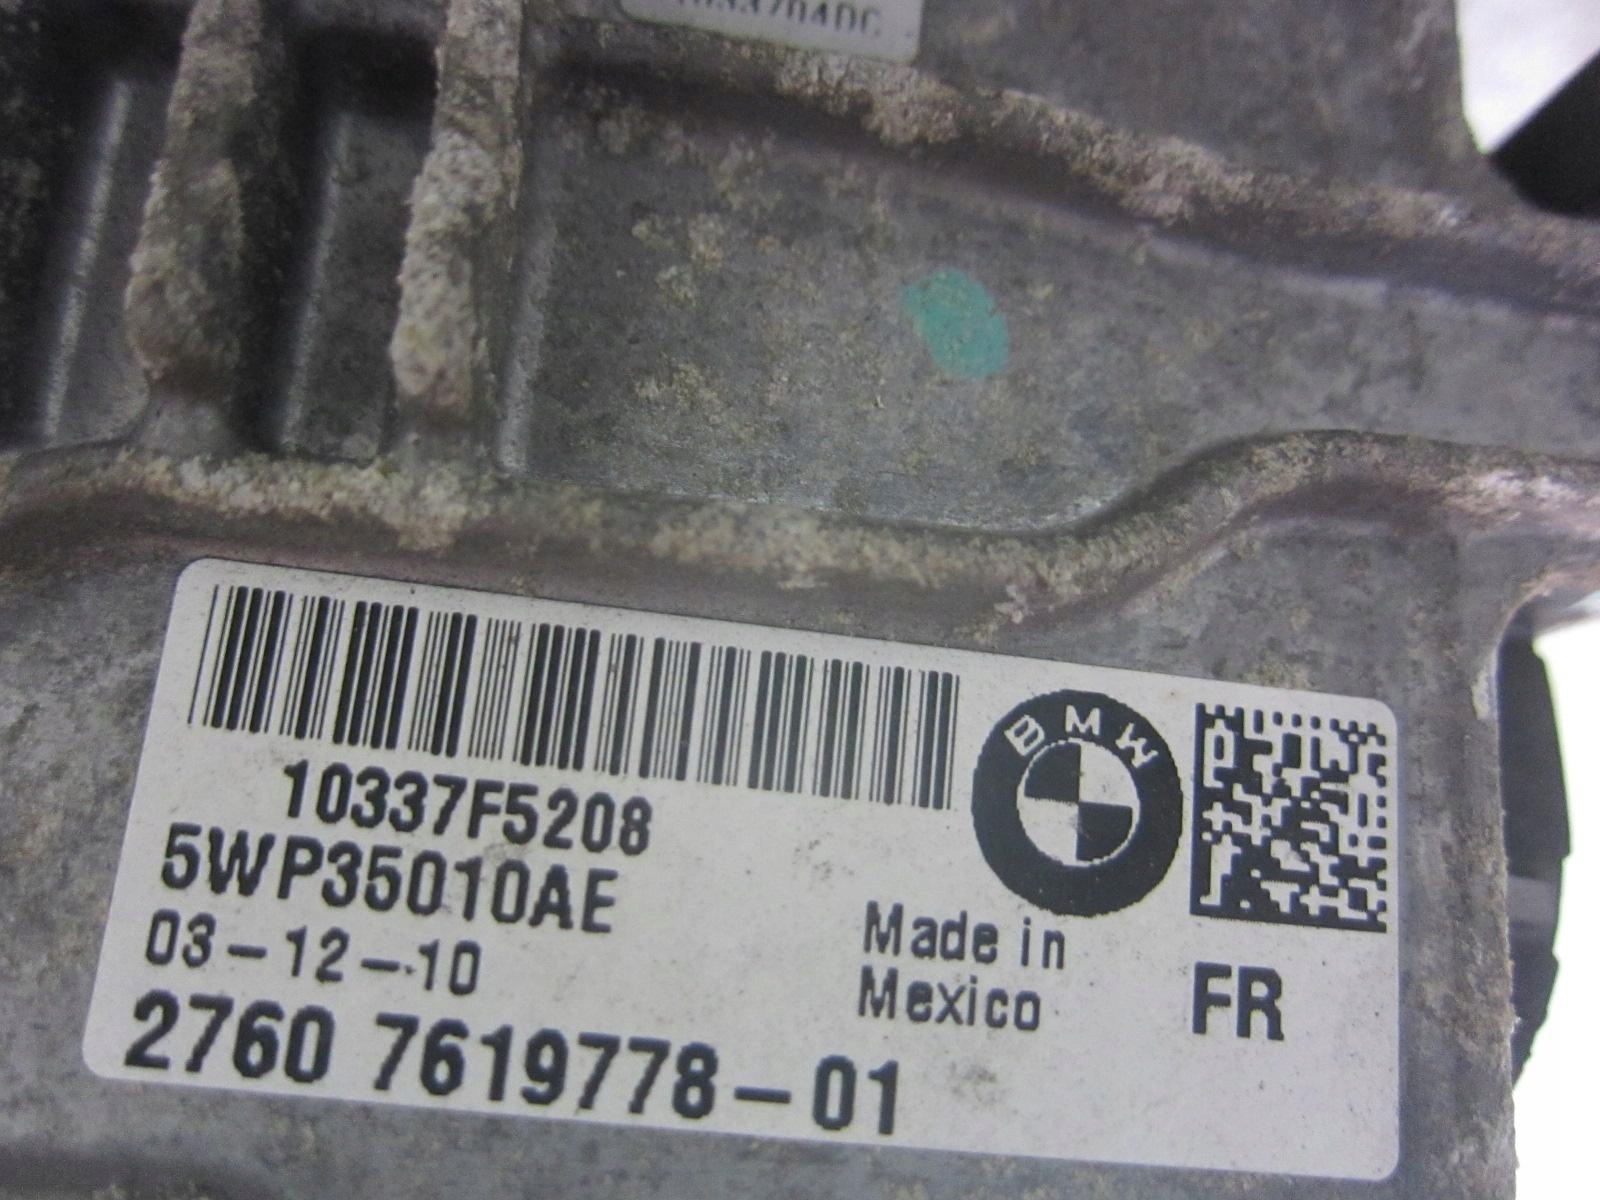 BMW
10337F5208
5WP35010AE
03-12-10
Made in
Mexico
FR
2760 7619778-01